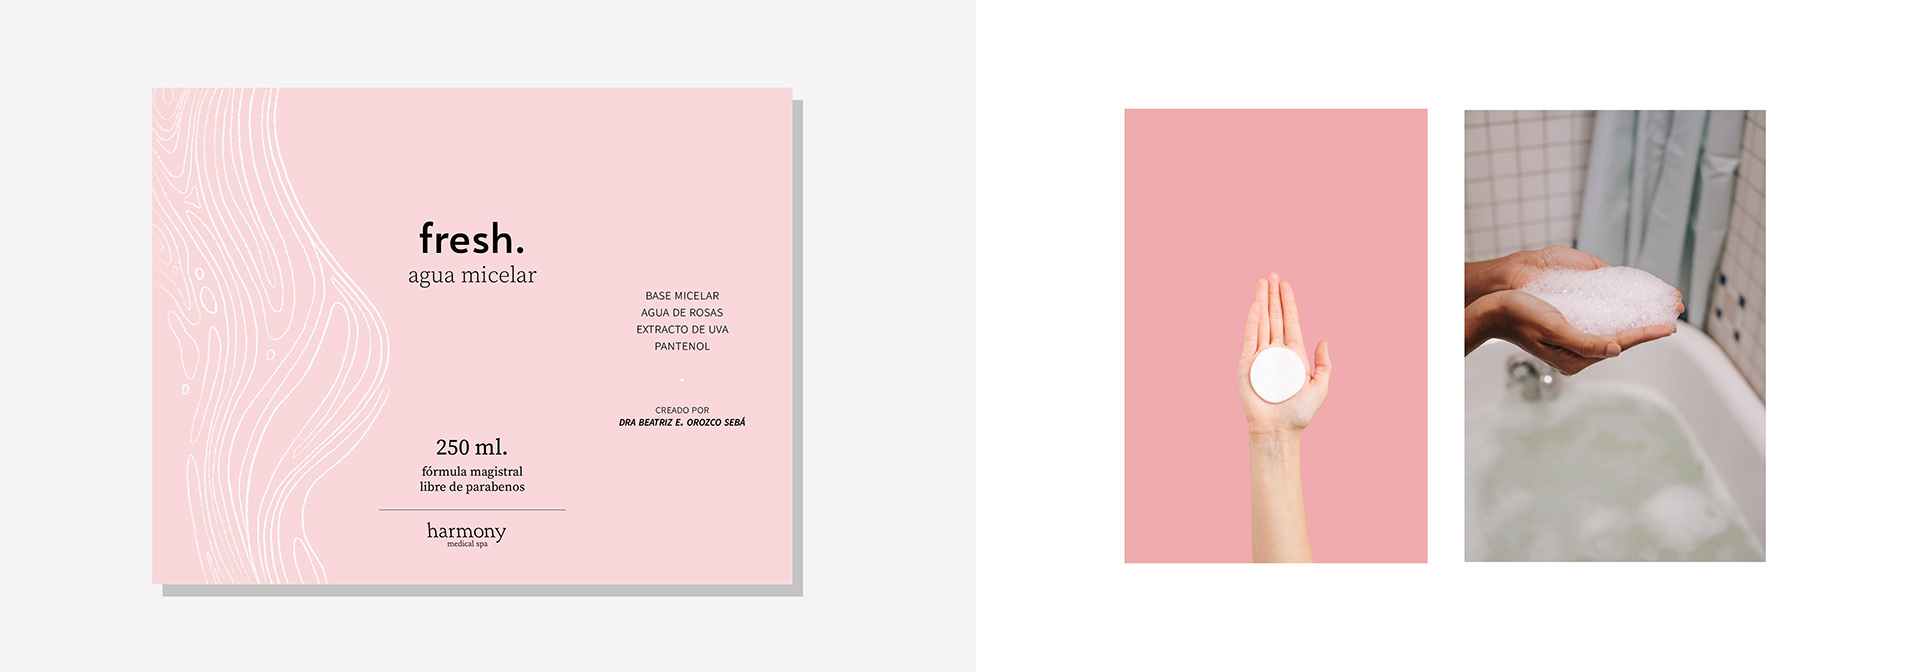 fresh.
agua micelar
BASE MICELAR
AGUA DE ROSAS
EXTRACTO DE UVA
PANTENOL
-
CREADO POR
DRA BEATRIZ E. OROZCO SEBÁ
250 ml.
fórmula magistral
libre de parabenos
harmony
medical spa